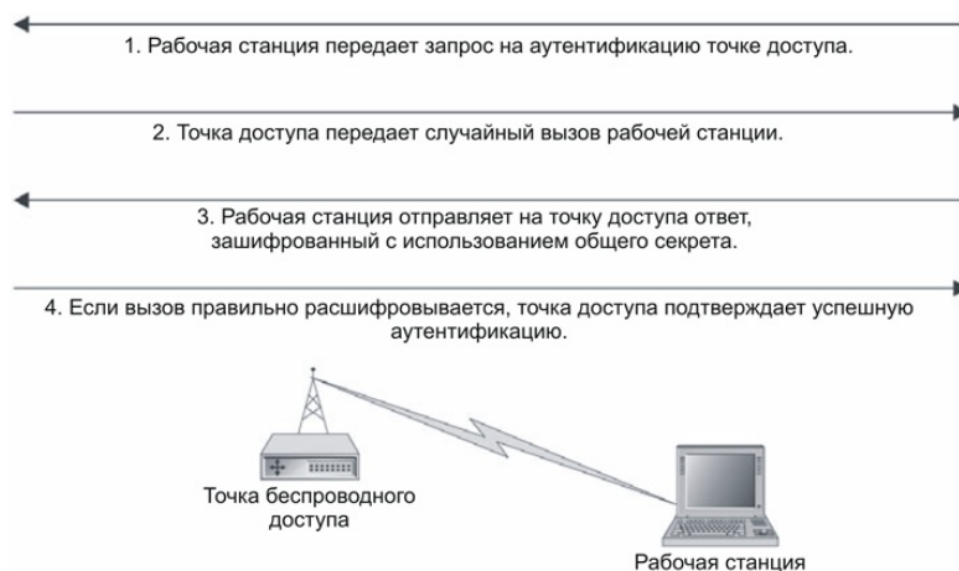 1. Рабочая станция передает запрос на аутентификацию точке доступа.
2. Точка доступа передает случайный вызов рабочей станции.
3. Рабочая станция отправляет на точку доступа ответ,
зашифрованный с использованием общего секрета.
4. Если вызов правильно расшифровывается, точка доступа подтверждает успешную
аутентификацию.
Точка беспроводного
доступа
Рабочая станция